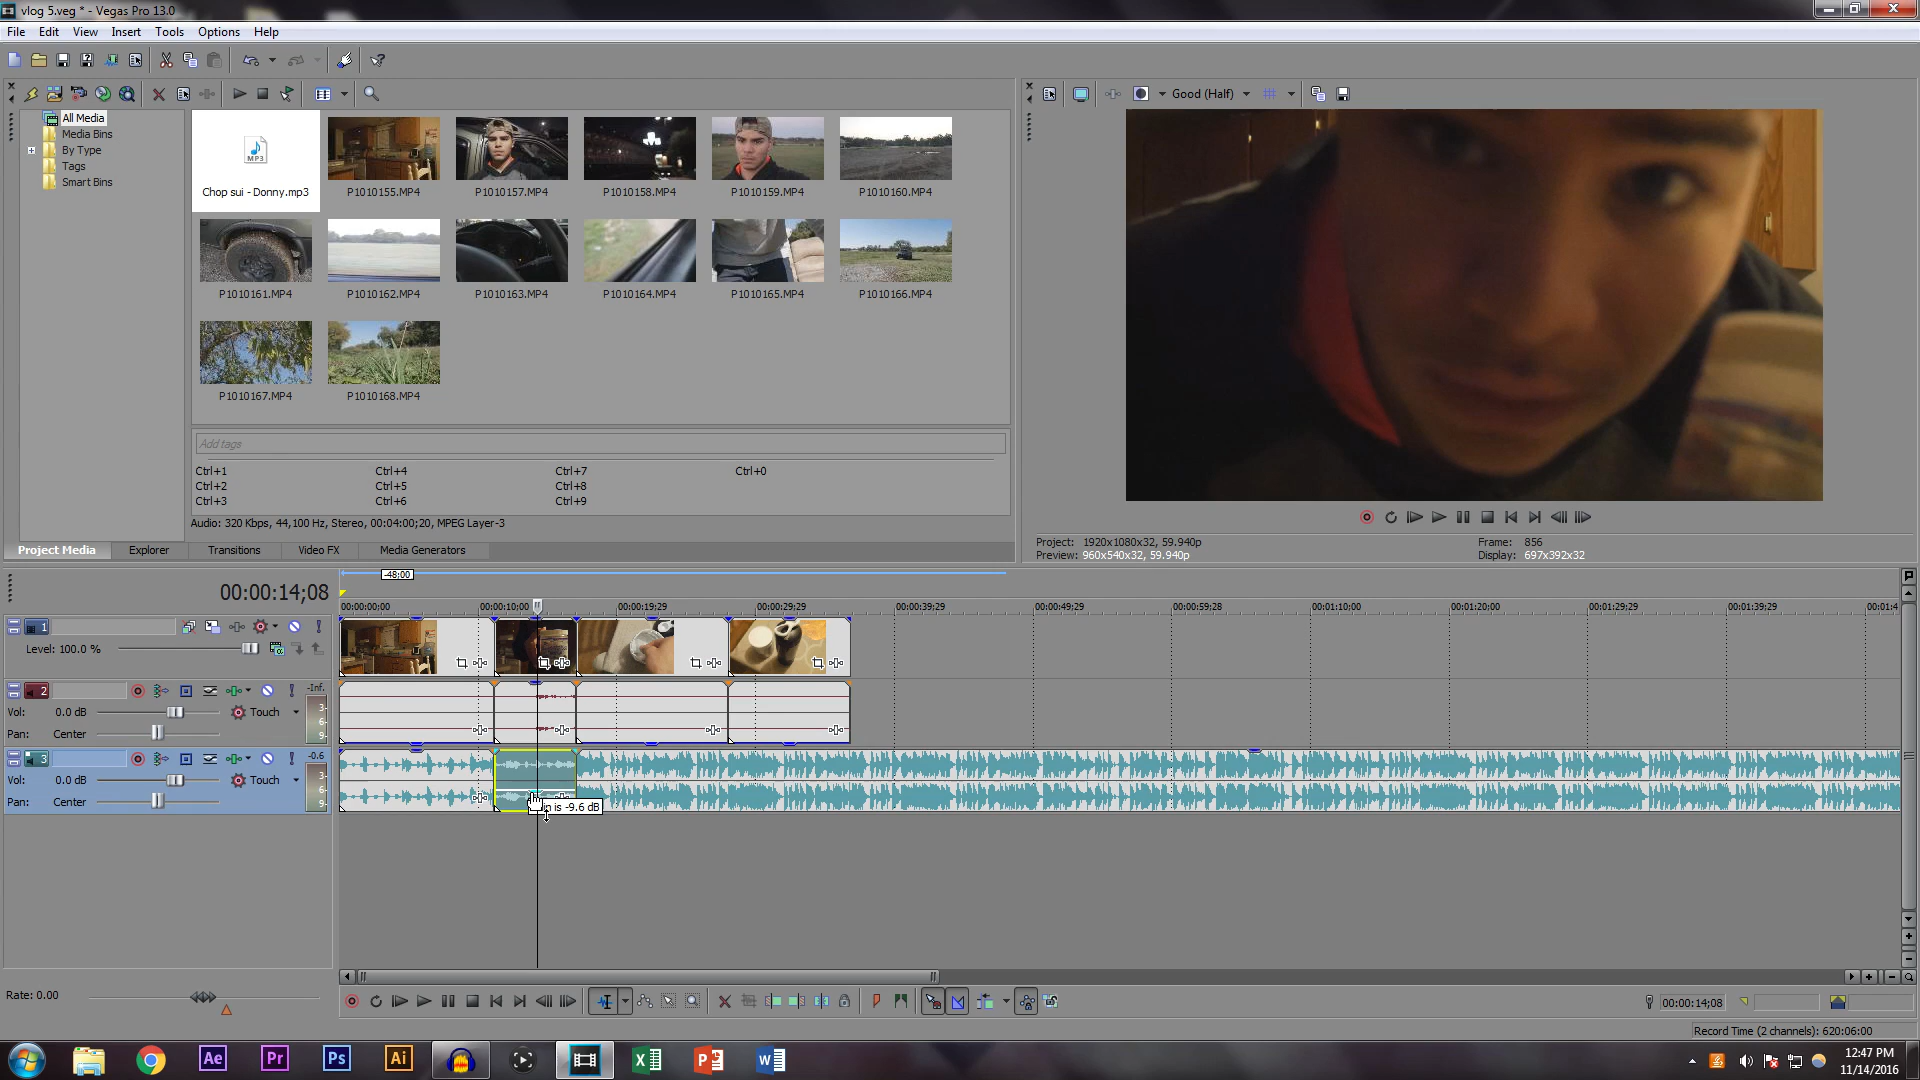 vlog 5.veg * - Vegas Pro 13.0
File Edit View Insert Tools Options Help
Good (Half)
All Media
Media Bins
By Type
Tags
Smart Bins
MP3
Chop sui - Donny.mp3 P1010155.MP4 P1010157.MP4 P1010158.MP4 P1010159.MP4 P1010160.MP4
P1010161.MP4 P1010162.MP4 P1010163.MP4 P1010164.MP4 P1010165.MP4 P1010166.MP4
P1010167.MP4 P1010168.MP4
Add tags
Ctrl+1 Ctrl+4 Ctrl+7 Ctrl+0
Ctrl+2 Ctrl+5 Ctrl+8
Ctrl+3 Ctrl+6 Ctrl+9
Audio: 320 Kbps, 44,100 Hz, Stereo, 00:04:00;20, MPEG Layer-3
Project Media Explorer Transitions Video FX Media Generators
Project: 1920x1080x32, 59.940p Frame: 856
Preview: 960x540x32, 59.940p Display: 697x392x32
-48:00
00:00:14;08
00:00:00;00 00:00:10;00 00:00:19;29 00:00:29;29 00:00:39;29 00:00:49;29 00:00:59;28 00:01:10;00 00:01:20;00 00:01:29;29 00:01:39;29 00:01:4
1
Level: 100.0 %
2 -Inf.
Vol: 0.0 dB Touch 3-
6-
Pan: Center 9-
3 -0.6
Vol: 0.0 dB Touch 3-
6-
Pan: Center 9-
is -9.6 dB
Rate: 0.00
00:00:14;08
Record Time (2 channels): 620:06:00
Ae Pr Ps Ai
12:47 PM
11/14/2016